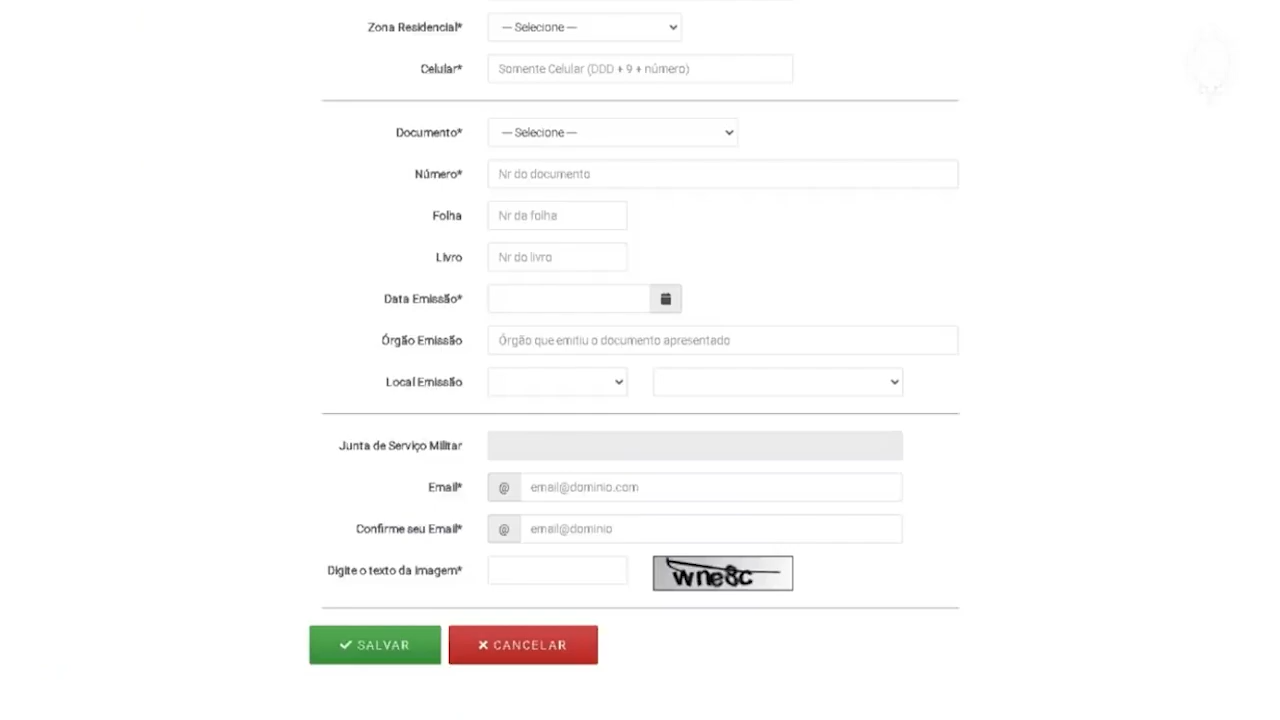 Zona Residencial* — Selecione —
Celular* Somente Celular (DDD + 9 + número)
Documento* — Selecione —
Número* Nr do documento
Folha Nr da folha
Livro Nr do livro
Data Emissão*
Órgão Emissão Órgão que emitiu o documento apresentado
Local Emissão
Junta de Serviço Militar
Email* @ email@dominio.com
Confirme seu Email* @ email@dominio
Digite o texto da imagem* wne8c
SALVAR CANCELAR